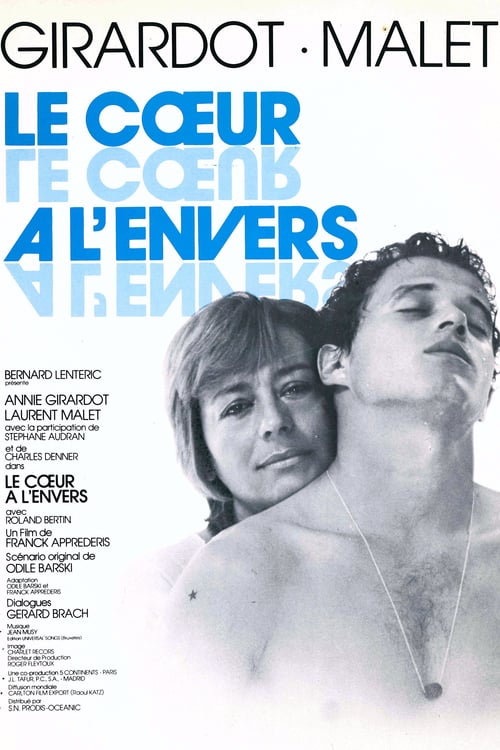 GIRARDOT · MALET
LE CŒUR
LE CŒUR
A L'ENVERS
A L'ENVERS
BERNARD LENTERIC
présente
ANNIE GIRARDOT
LAURENT MALET
avec la participation de
STEPHANE AUDRAN
et de
CHARLES DENNER
dans
LE CŒUR
A L'ENVERS
avec
ROLAND BERTIN
Un Film de
FRANCK APPREDERIS
Scénario original de
ODILE BARSKI
Adaptation
ODILE BARSKI et
FRANCK APPREDERIS
Dialogues
GERARD BRACH
Musique
JEAN MUSY
Edition UNIVERSAL SONGS (Bruxelles)
Image
CHARLET RECORS
Directeur de Production
ROGER FLEYTOUX
Une co-production 5 CONTINENTS - PARIS
J.L. TAFUR, P.C., S.A., - MADRID
Diffusion mondiale
CARLTON FILM EXPORT (Raoul KATZ)
Distribué par
S.N. PRODIS-OCEANIC